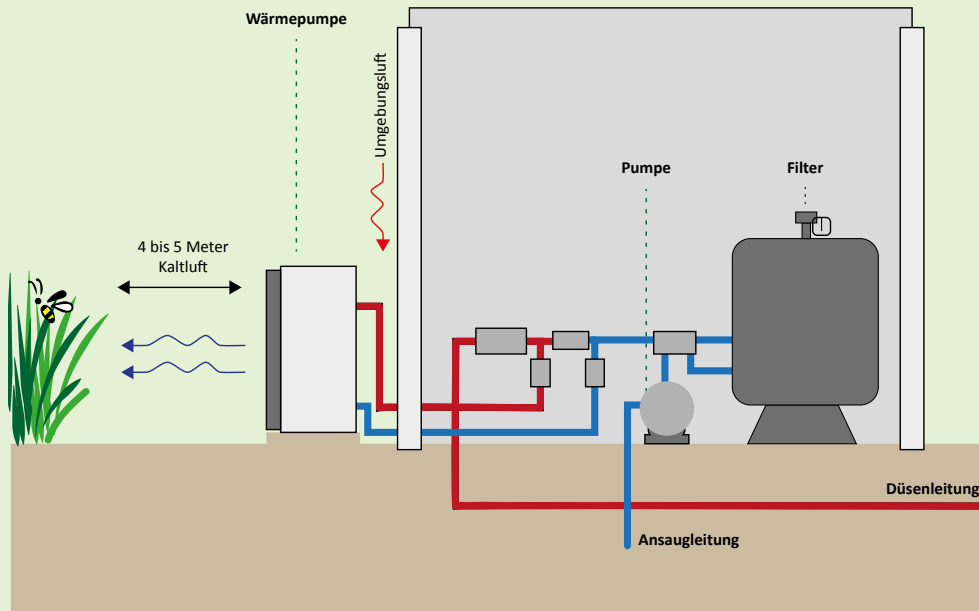 Wärmepumpe
Umgebungsluft
Pumpe
Filter
4 bis 5 Meter
Kaltluft
Düsenleitung
Ansaugleitung